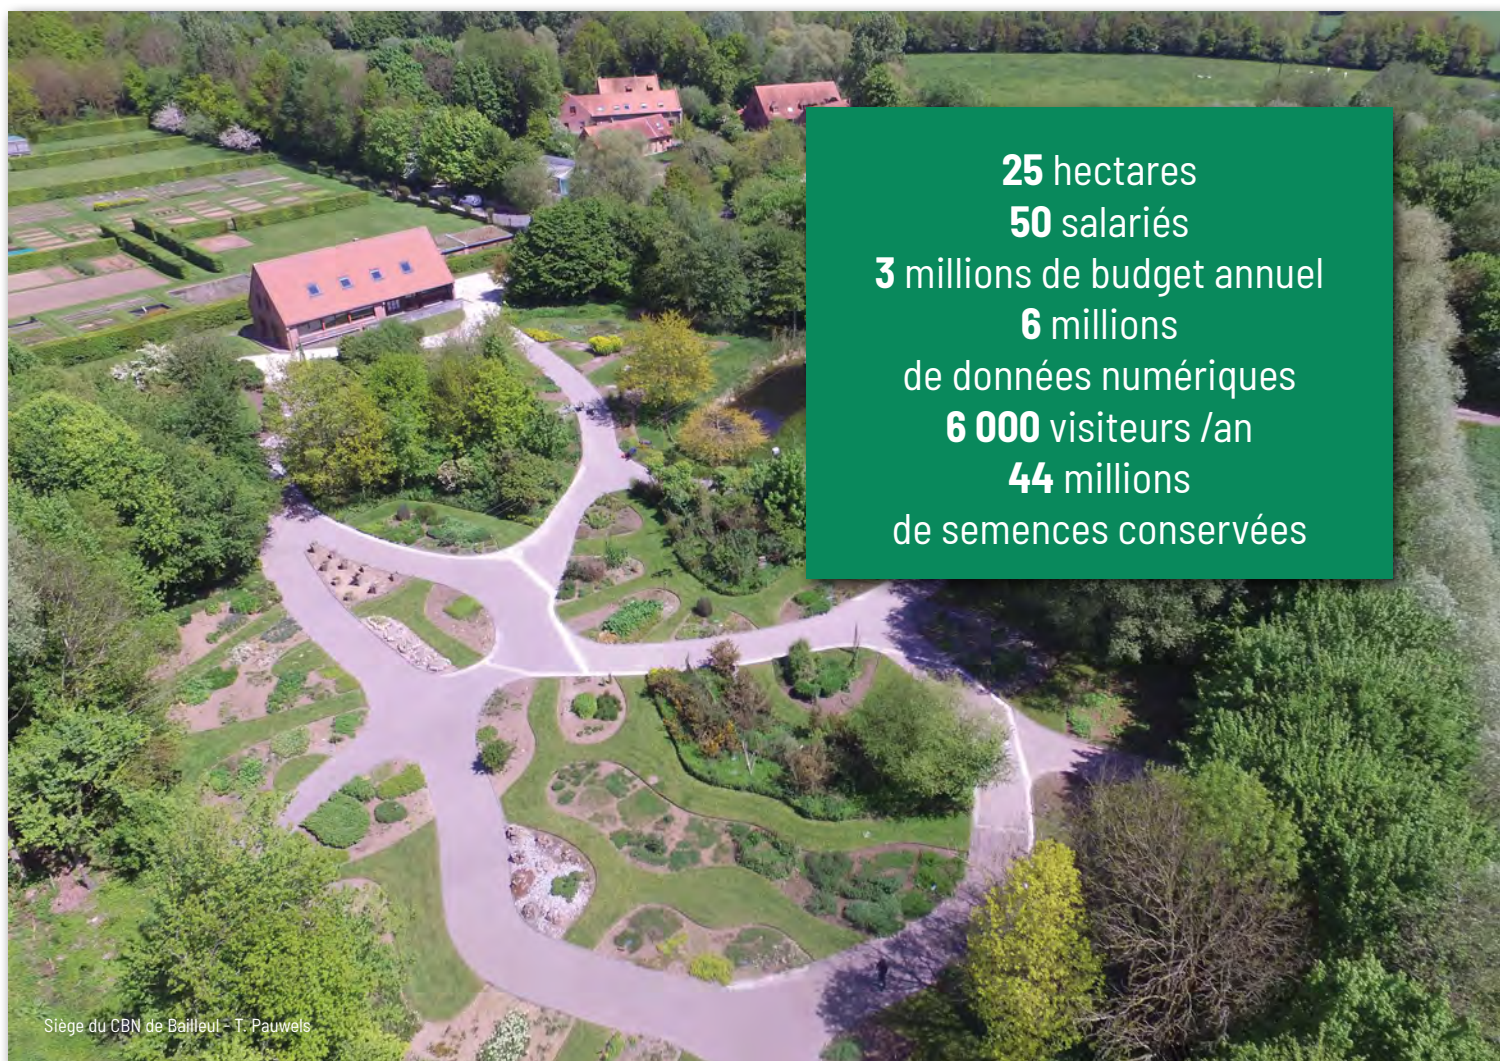 25 hectares
50 salariés
3 millions de budget annuel
6 millions
de données numériques
6 000 visiteurs /an
44 millions
de semences conservées
Siège du CBN de Bailleul - T. Pauwels